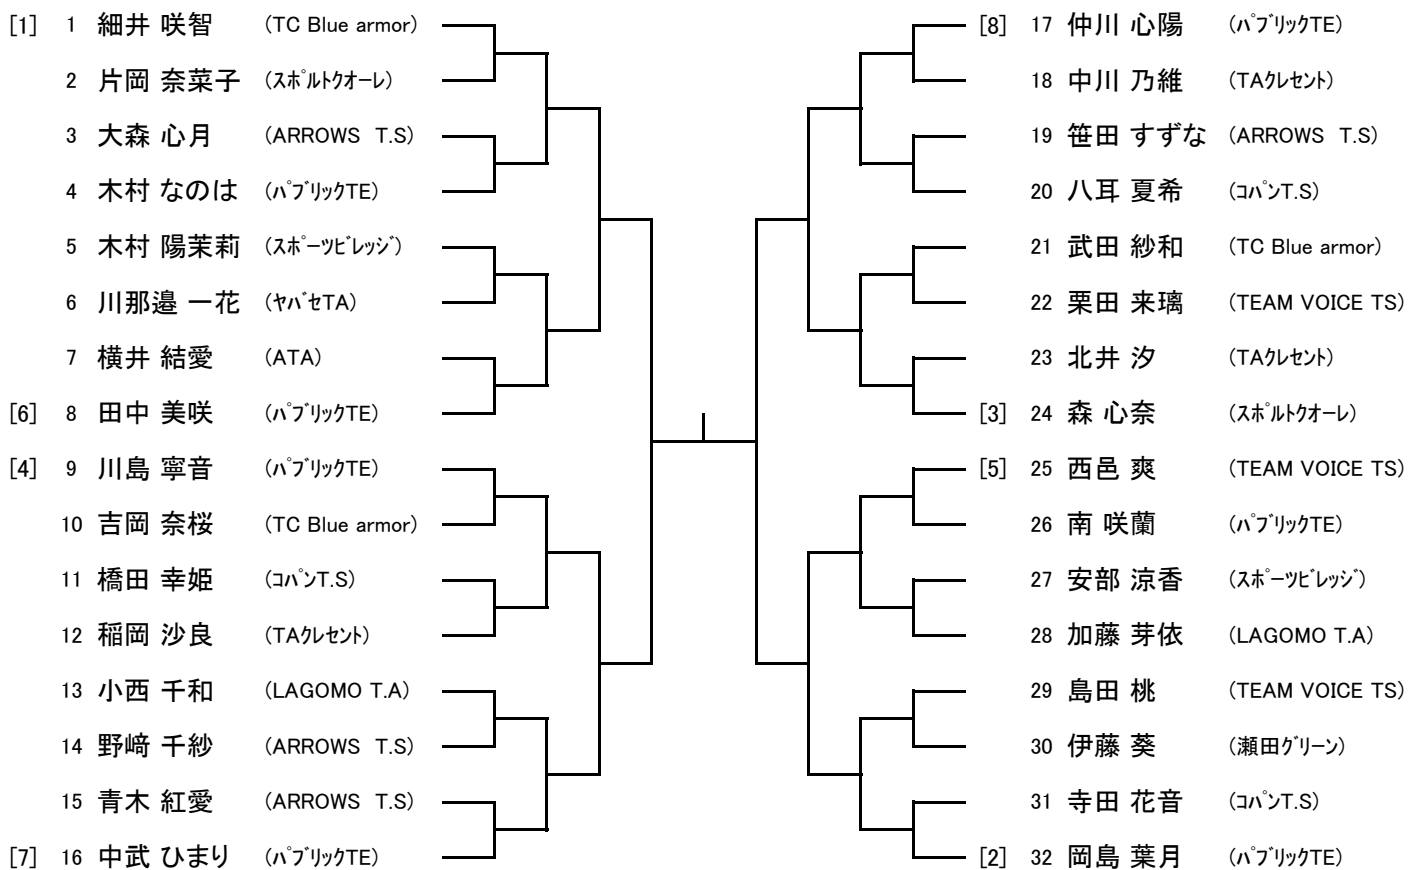 [1] 1 細井 咲智 (TC Blue armor)
2 片岡 奈菜子 (ｽﾎﾟﾙﾄｸｵｰﾚ)
3 大森 心月 (ARROWS T.S)
4 木村 なのは (ﾊﾟﾌﾞﾘｯｸTE)
5 木村 陽茉莉 (ｽﾎﾟｰﾂﾋﾞﾚｯｼﾞ)
6 川那邉 一花 (ﾔﾊﾞｾTA)
7 横井 結愛 (ATA)
[6] 8 田中 美咲 (ﾊﾟﾌﾞﾘｯｸTE)
[4] 9 川島 寧音 (ﾊﾟﾌﾞﾘｯｸTE)
10 吉岡 奈桜 (TC Blue armor)
11 橋田 幸姫 (ｺﾊﾟﾝT.S)
12 稲岡 沙良 (TAｸﾚｾﾝﾄ)
13 小西 千和 (LAGOMO T.A)
14 野﨑 千紗 (ARROWS T.S)
15 青木 紅愛 (ARROWS T.S)
[7] 16 中武 ひまり (ﾊﾟﾌﾞﾘｯｸTE)
[8] 17 仲川 心陽 (ﾊﾟﾌﾞﾘｯｸTE)
18 中川 乃維 (TAｸﾚｾﾝﾄ)
19 笹田 すずな (ARROWS T.S)
20 八耳 夏希 (ｺﾊﾟﾝT.S)
21 武田 紗和 (TC Blue armor)
22 栗田 来璃 (TEAM VOICE TS)
23 北井 汐 (TAｸﾚｾﾝﾄ)
[3] 24 森 心奈 (ｽﾎﾟﾙﾄｸｵｰﾚ)
[5] 25 西邑 爽 (TEAM VOICE TS)
26 南 咲蘭 (ﾊﾟﾌﾞﾘｯｸTE)
27 安部 涼香 (ｽﾎﾟｰﾂﾋﾞﾚｯｼﾞ)
28 加藤 芽依 (LAGOMO T.A)
29 島田 桃 (TEAM VOICE TS)
30 伊藤 葵 (瀬田ｸﾞﾘｰﾝ)
31 寺田 花音 (ｺﾊﾟﾝT.S)
[2] 32 岡島 葉月 (ﾊﾟﾌﾞﾘｯｸTE)